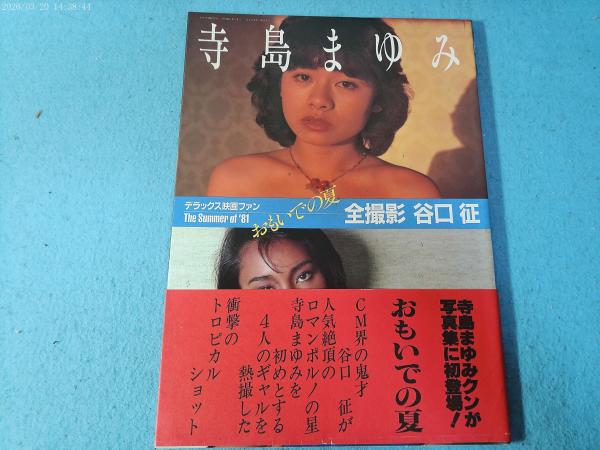 2026/03/20 14:38:44
寺島まゆみ
デラックス映画ファン
The Summer of '81
おもいでの夏
全撮影 谷口 征
寺島まゆみクンが
写真集に初登場!
おもいでの夏
CM界の鬼才
谷口 征が
人気絶頂の
ロマンポルノの星
寺島まゆみを
初めとする
4人のギャルを
熱撮した
衝撃の
トロピカル
ショット